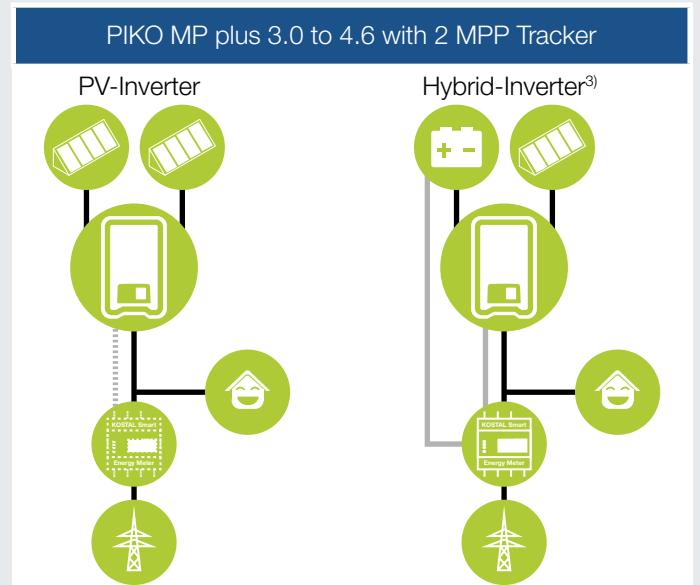 PIKO MP plus 3.0 to 4.6 with 2 MPP Tracker
PV-Inverter
Hybrid-Inverter³⁾
+ −
KOSTAL Smart
Energy Meter
KOSTAL Smart
Energy Meter